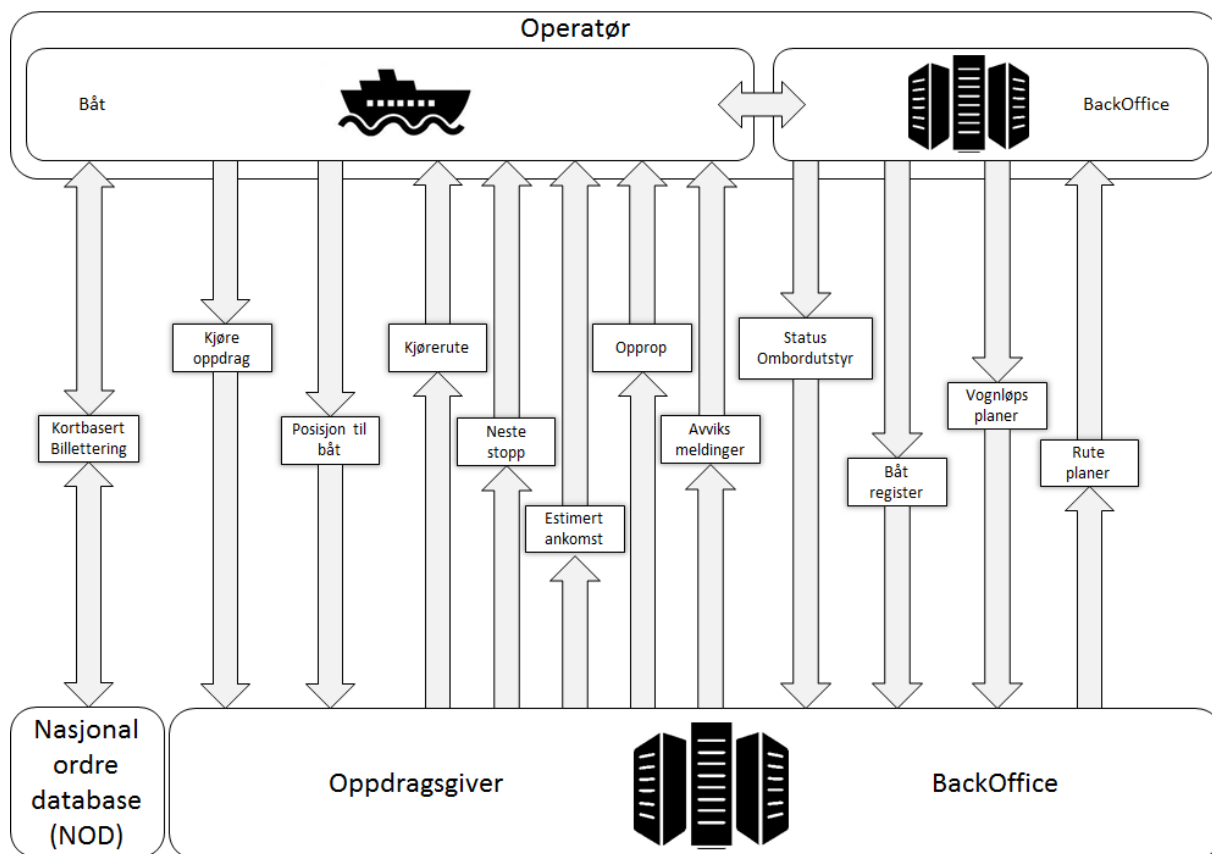 Operatør
Båt
BackOffice
Kjøre
oppdrag
Kjørerute
Opprop
Status
Ombordutstyr
Kortbasert
Billettering
Posisjon til
båt
Neste
stopp
Avviks
meldinger
Vognløps
planer
Båt
register
Rute
planer
Estimert
ankomst
Nasjonal
ordre
database
(NOD)
Oppdragsgiver
BackOffice